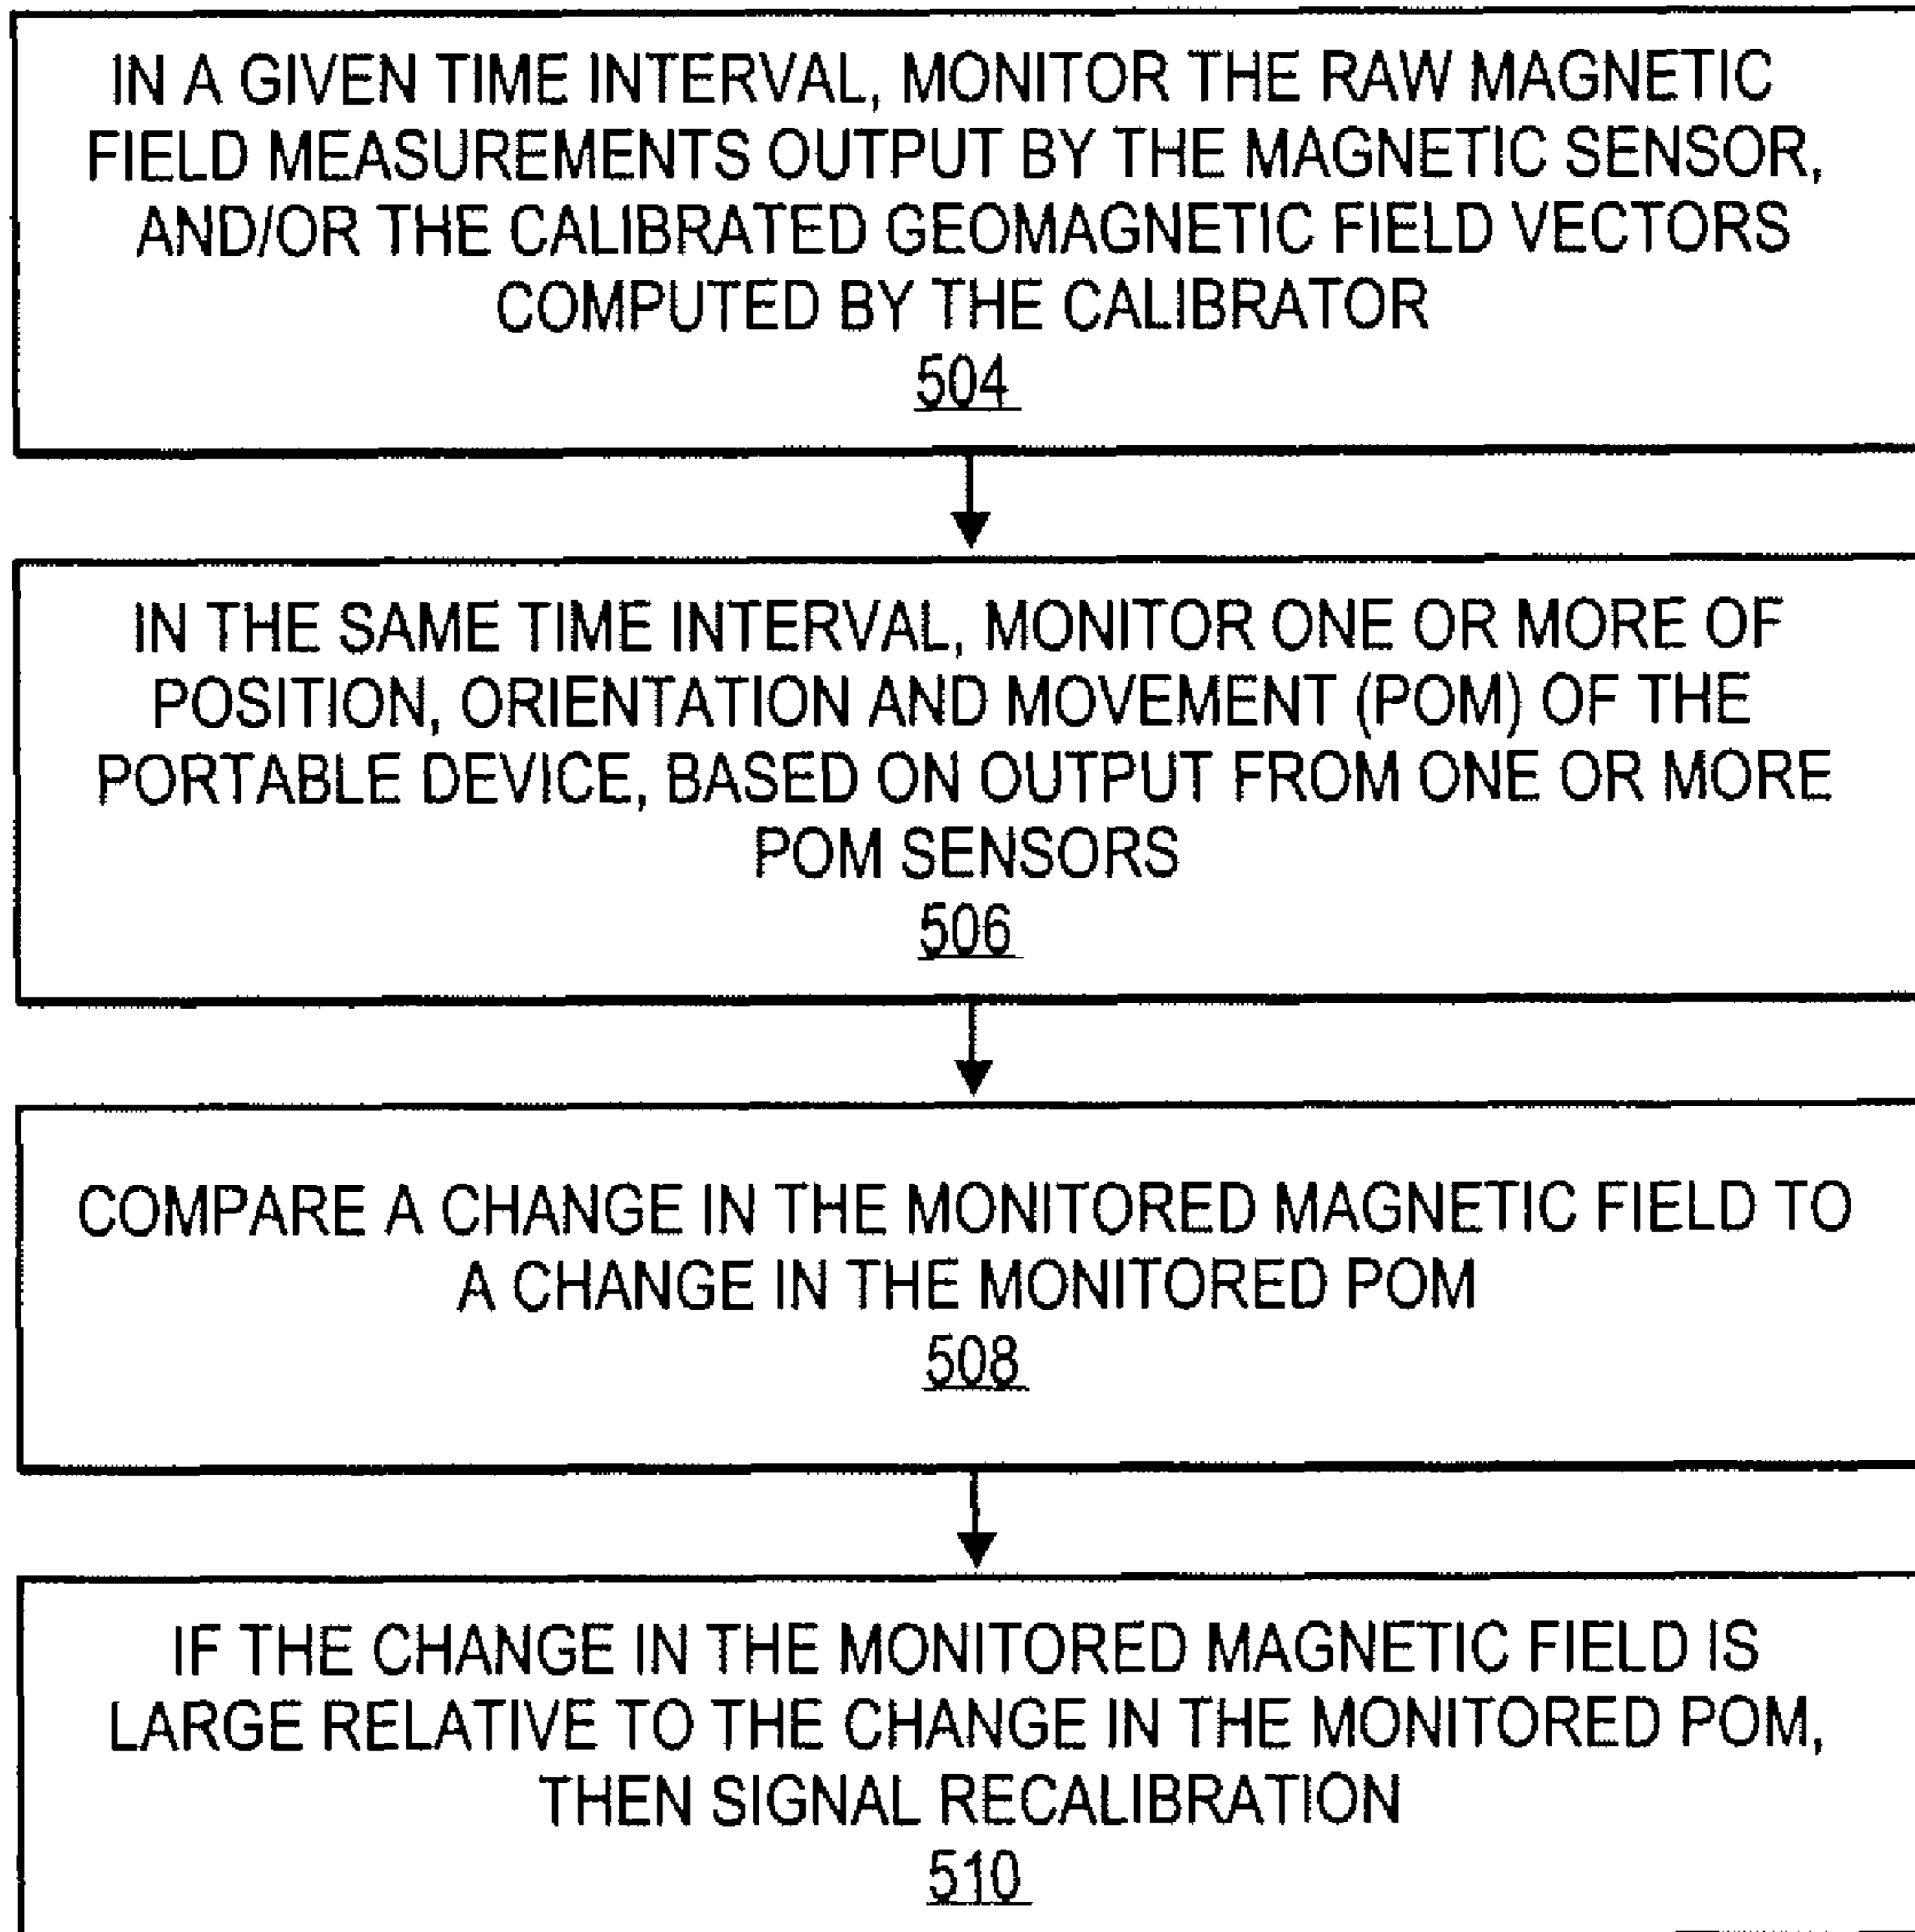 IN A GIVEN TIME INTERVAL, MONITOR THE RAW MAGNETIC
FIELD MEASUREMENTS OUTPUT BY THE MAGNETIC SENSOR,
AND/OR THE CALIBRATED GEOMAGNETIC FIELD VECTORS
COMPUTED BY THE CALIBRATOR
504
IN THE SAME TIME INTERVAL, MONITOR ONE OR MORE OF
POSITION, ORIENTATION AND MOVEMENT (POM) OF THE
PORTABLE DEVICE, BASED ON OUTPUT FROM ONE OR MORE
POM SENSORS
506
COMPARE A CHANGE IN THE MONITORED MAGNETIC FIELD TO
A CHANGE IN THE MONITORED POM
508
IF THE CHANGE IN THE MONITORED MAGNETIC FIELD IS
LARGE RELATIVE TO THE CHANGE IN THE MONITORED POM,
THEN SIGNAL RECALIBRATION
510